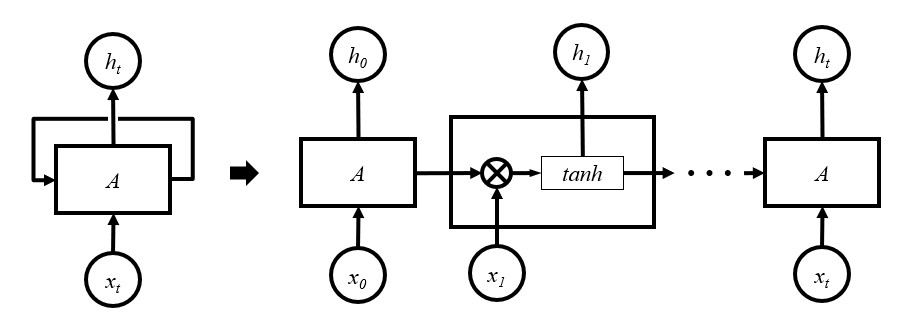 h_t
h_0
h_1
h_t
A
A
tanh
. . .
A
x_t
x_0
x_1
x_t